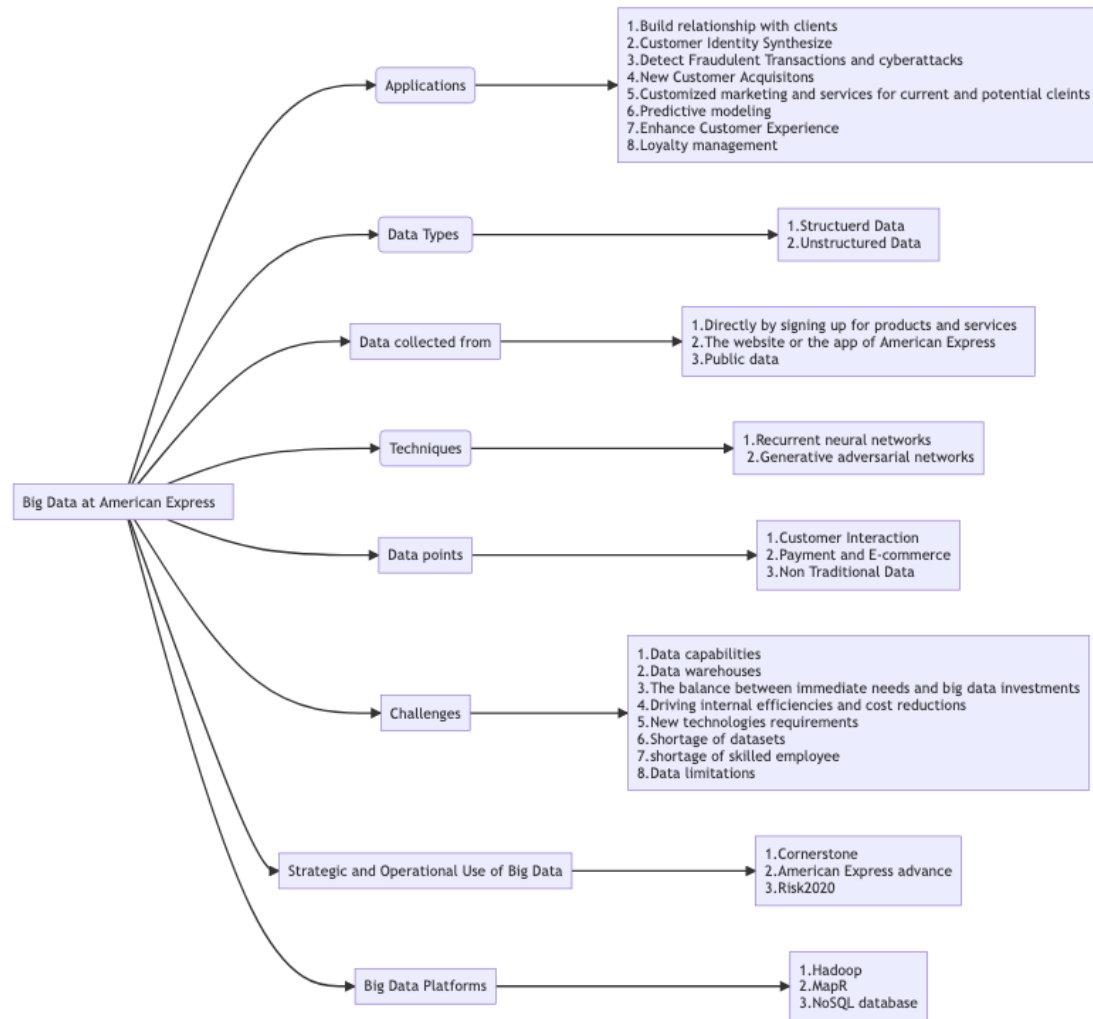 Big Data at American Express
Applications
1.Build relationship with clients
2.Customer Identity Synthesize
3.Detect Fraudulent Transactions and cyberattacks
4.New Customer Acquisitons
5.Customized marketing and services for current and potential cleints
6.Predictive modeling
7.Enhance Customer Experience
8.Loyalty management
Data Types
1.Structuerd Data
2.Unstructured Data
Data collected from
1.Directly by signing up for products and services
2.The website or the app of American Express
3.Public data
Techniques
1.Recurrent neural networks
2.Generative adversarial networks
Data points
1.Customer Interaction
2.Payment and E-commerce
3.Non Traditional Data
Challenges
1.Data capabilities
2.Data warehouses
3.The balance between immediate needs and big data investments
4.Driving internal efficiencies and cost reductions
5.New technologies requirements
6.Shortage of datasets
7.shortage of skilled employee
8.Data limitations
Strategic and Operational Use of Big Data
1.Cornerstone
2.American Express advance
3.Risk2020
Big Data Platforms
1.Hadoop
2.MapR
3.NoSQL database